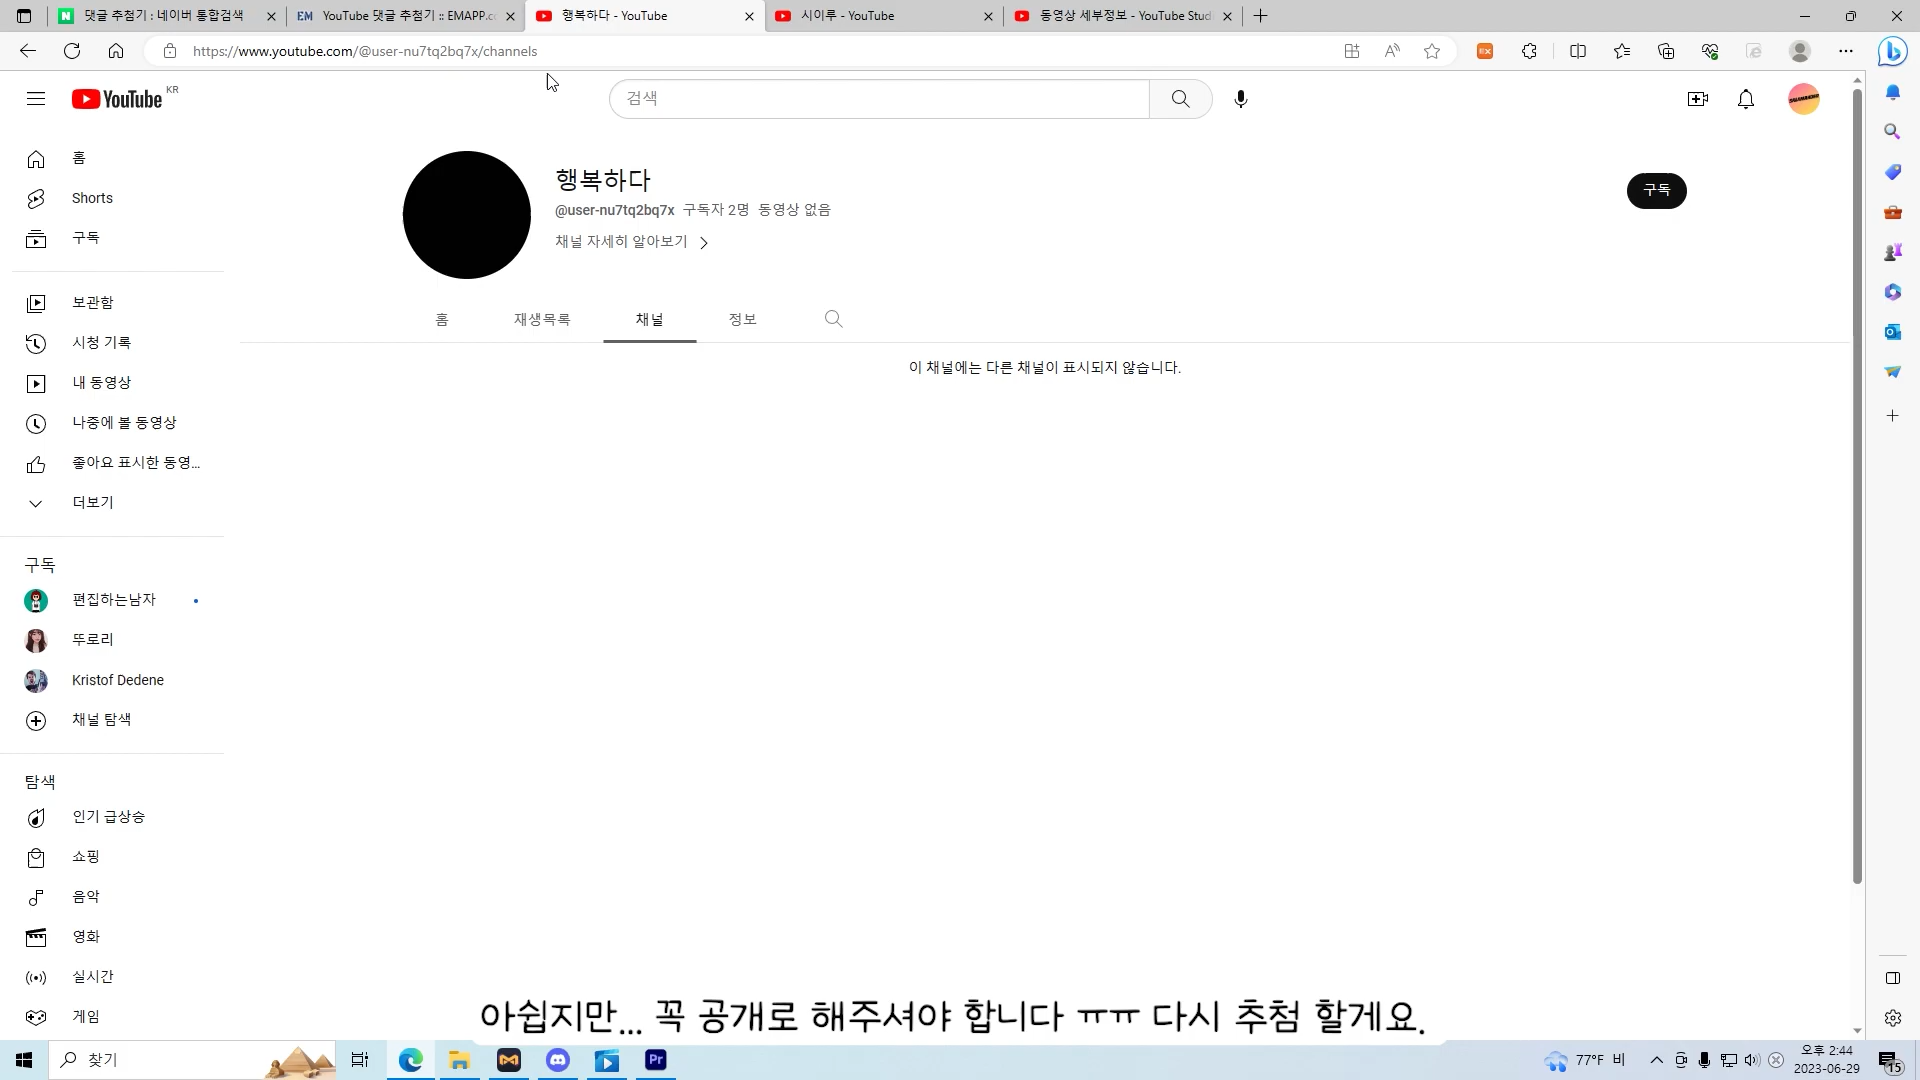 댓글 추첨기 : 네이버 통합검색
EM YouTube 댓글 추첨기 :: EMAPP.c
행복하다 - YouTube
시이루 - YouTube
동영상 세부정보 - YouTube Studi
https://www.youtube.com/@user-nu7tq2bq7x/channels
YouTube KR
검색
홈
Shorts
구독
보관함
시청 기록
내 동영상
나중에 볼 동영상
좋아요 표시한 동영...
더보기
구독
편집하는남자
뚜로리
Kristof Dedene
채널 탐색
탐색
인기 급상승
쇼핑
음악
영화
실시간
게임
행복하다
@user-nu7tq2bq7x 구독자 2명 동영상 없음
채널 자세히 알아보기
구독
홈 재생목록 채널 정보
이 채널에는 다른 채널이 표시되지 않습니다.
아쉽지만... 꼭 공개로 해주셔야 합니다 ㅠㅠ 다시 추첨 할게요.
찾기
Pr
77°F 비
오후 2:44
2023-06-29
15